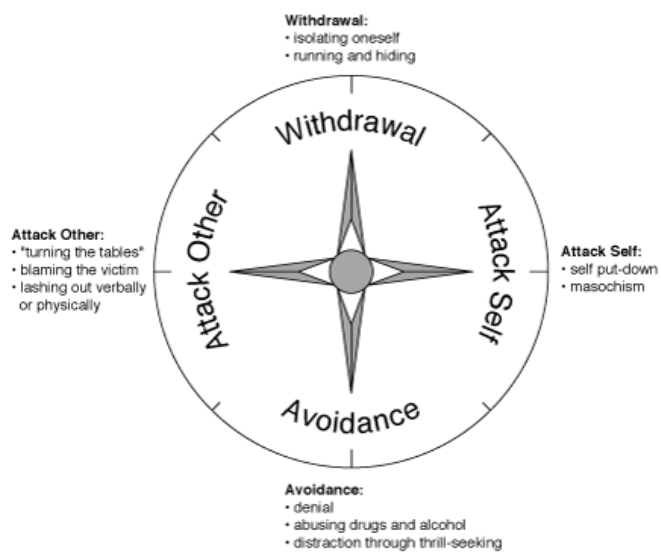 Withdrawal:
• isolating oneself
• running and hiding
Withdrawal
Attack Other:
• "turning the tables"
• blaming the victim
• lashing out verbally
or physically
Attack Other
Attack Self
Attack Self:
• self put-down
• masochism
Avoidance
Avoidance:
• denial
• abusing drugs and alcohol
• distraction through thrill-seeking